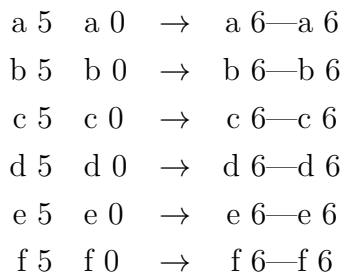 a 5 a 0 → a 6—a 6
b 5 b 0 → b 6—b 6
c 5 c 0 → c 6—c 6
d 5 d 0 → d 6—d 6
e 5 e 0 → e 6—e 6
f 5 f 0 → f 6—f 6